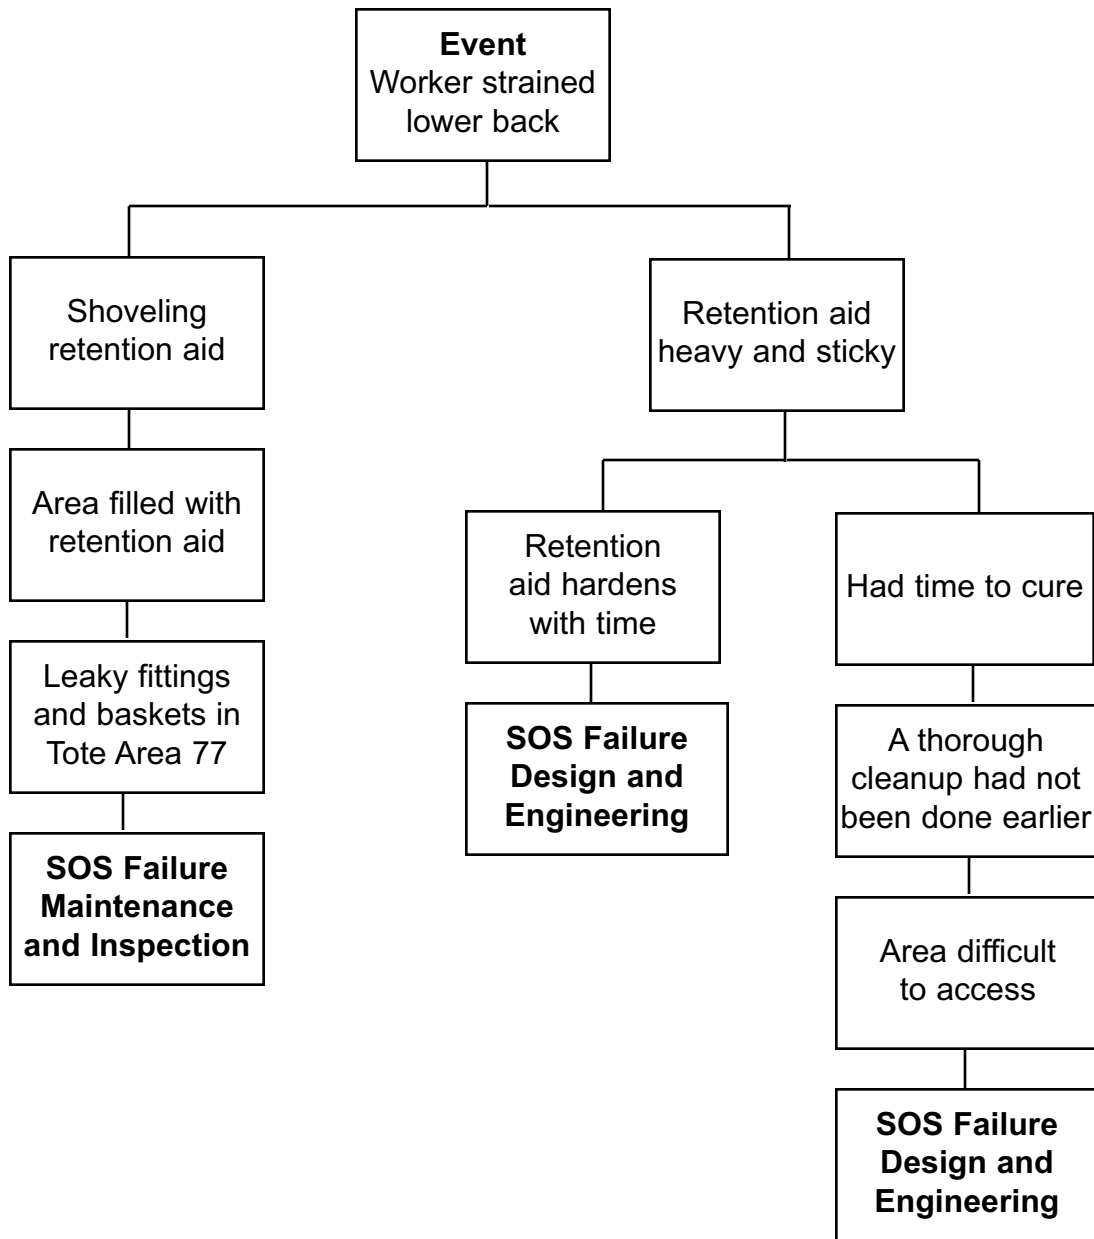 Event
Worker strained
lower back
Shoveling
retention aid
Retention aid
heavy and sticky
Area filled with
retention aid
Retention
aid hardens
with time
Had time to cure
Leaky fittings
and baskets in
Tote Area 77
SOS Failure
Design and
Engineering
A thorough
cleanup had not
been done earlier
SOS Failure
Maintenance
and Inspection
Area difficult
to access
SOS Failure
Design and
Engineering